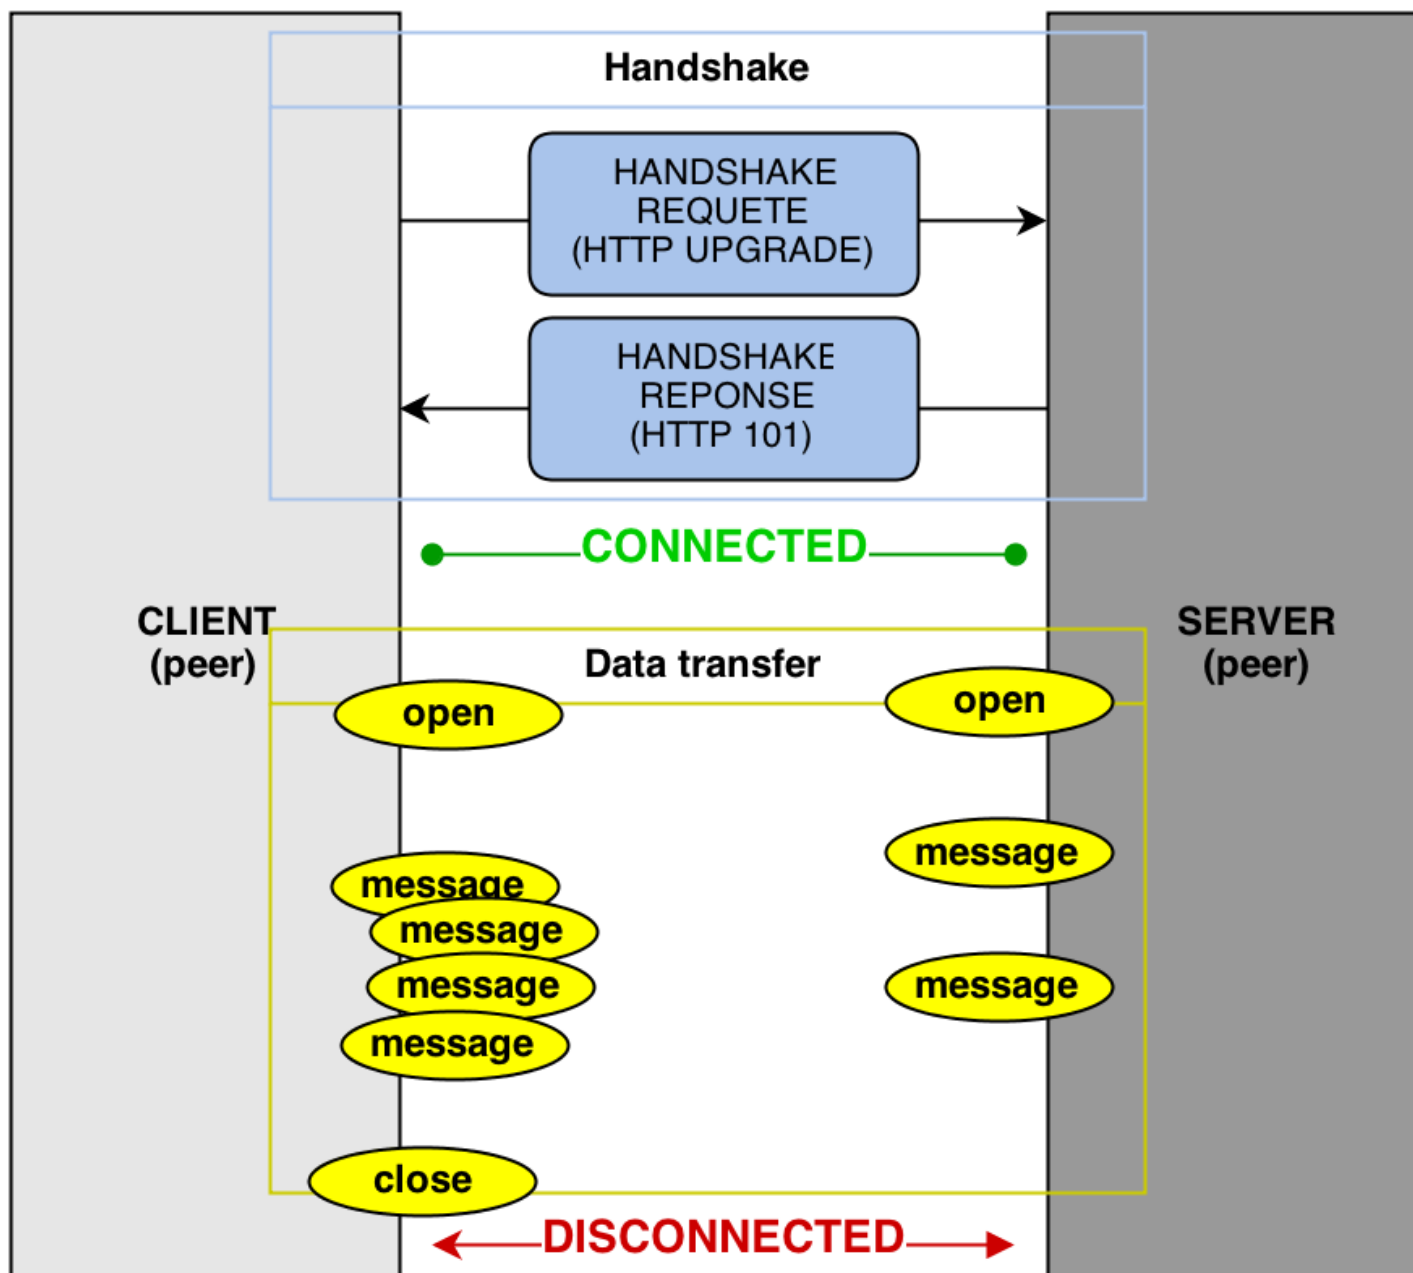 Handshake
HANDSHAKE
REQUETE
(HTTP UPGRADE)
HANDSHAKE
REPONSE
(HTTP 101)
CONNECTED
CLIENT
(peer)
SERVER
(peer)
Data transfer
open
open
message
message
message
message
message
message
close
DISCONNECTED